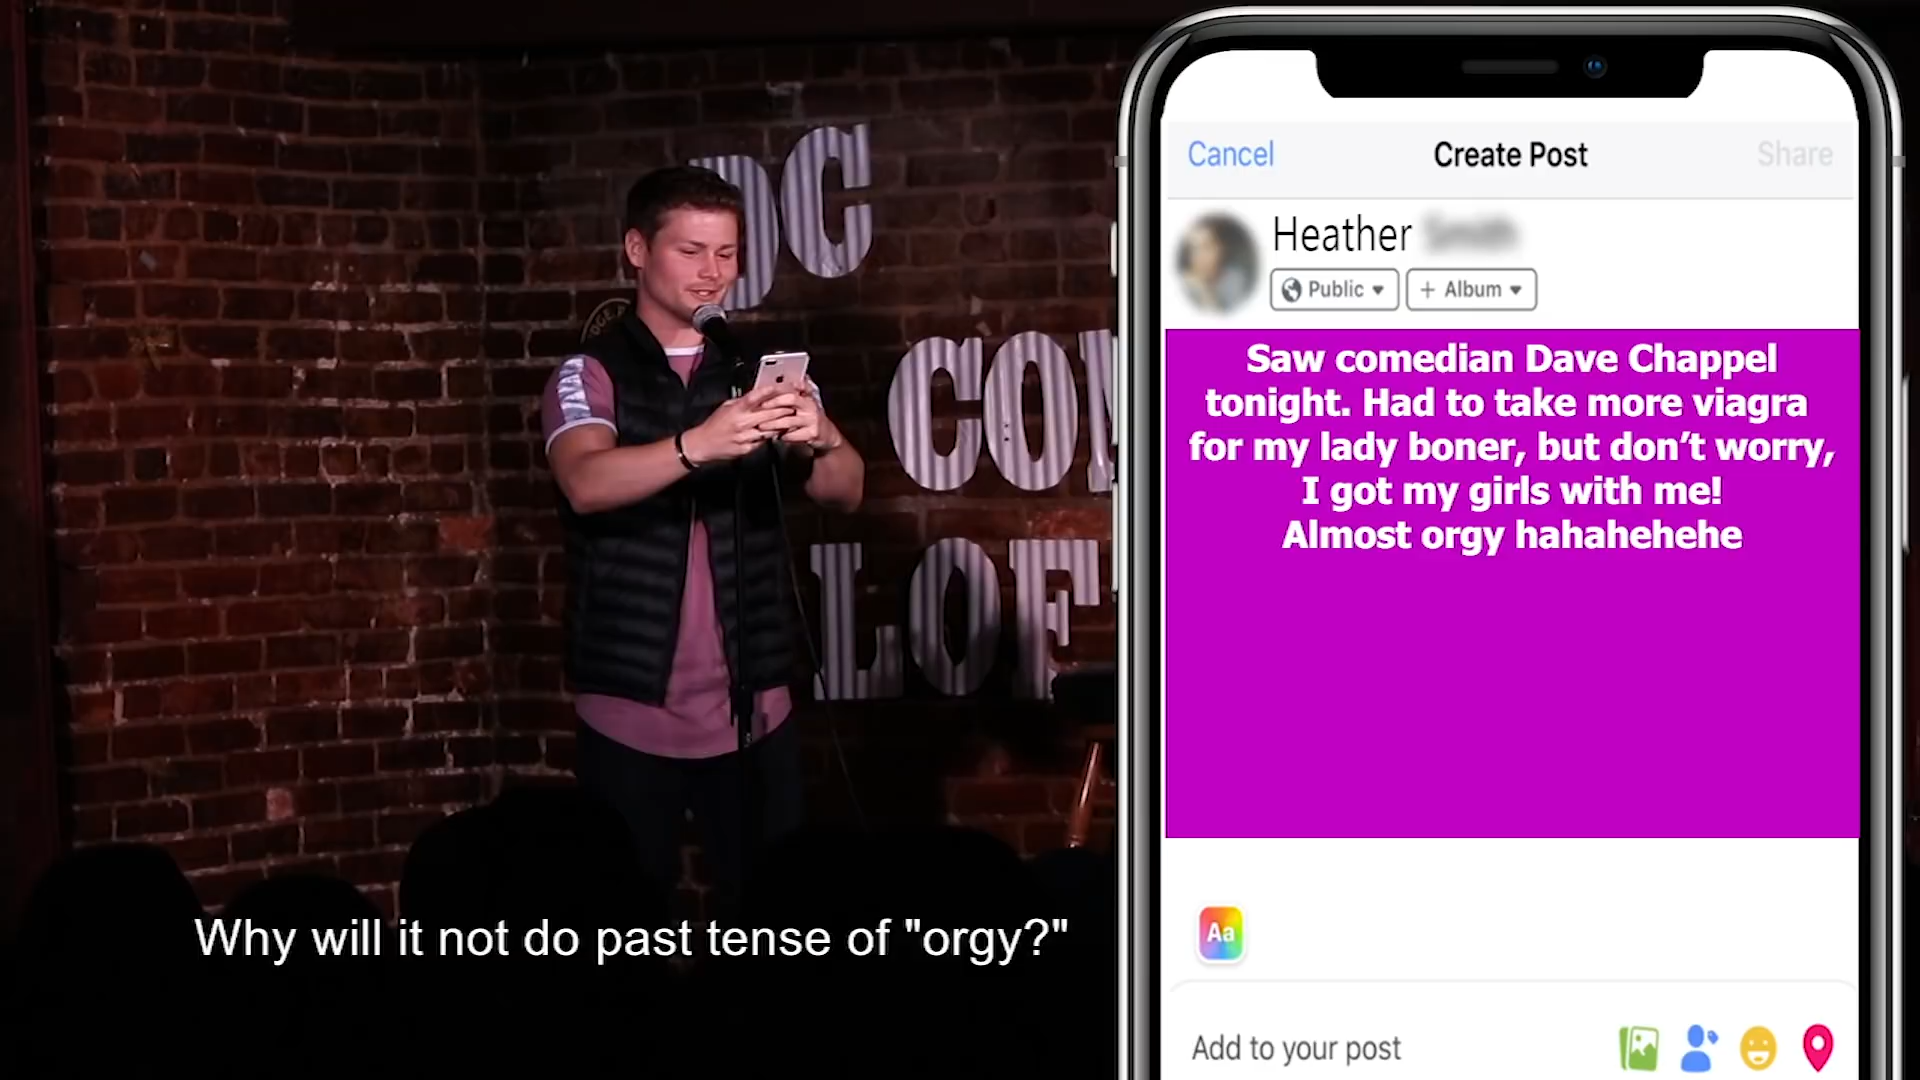 DC
CO
LOF
Cancel
Create Post
Share
Heather
Public
+ Album
Saw comedian Dave Chappel
tonight. Had to take more viagra
for my lady boner, but don’t worry,
I got my girls with me!
Almost orgy hahahehehe
Aa
Add to your post
Why will it not do past tense of "orgy?"